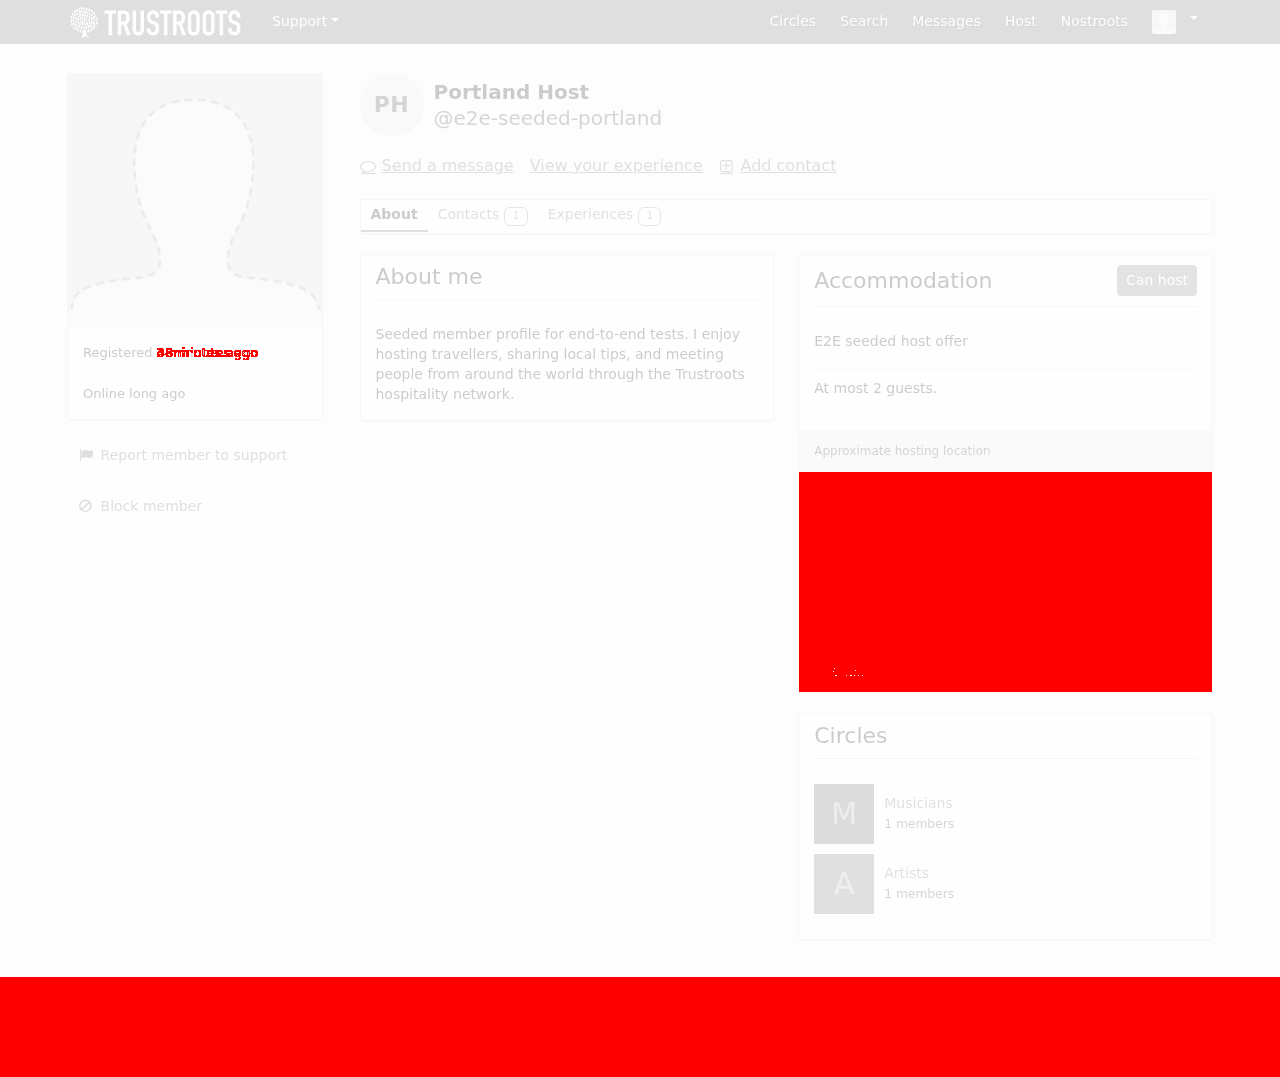 TRUSTROOTS
Support
Circles Search Messages Host Nostroots
PH
Portland Host
@e2e-seeded-portland
Send a message View your experience Add contact
About Contacts 1 Experiences 1
Registered
Online long ago
Report member to support
Block member
About me
Seeded member profile for end-to-end tests. I enjoy
hosting travellers, sharing local tips, and meeting
people from around the world through the Trustroots
hospitality network.
Accommodation
Can host
E2E seeded host offer
At most 2 guests.
Approximate hosting location
Circles
M
Musicians
1 members
A
Artists
1 members